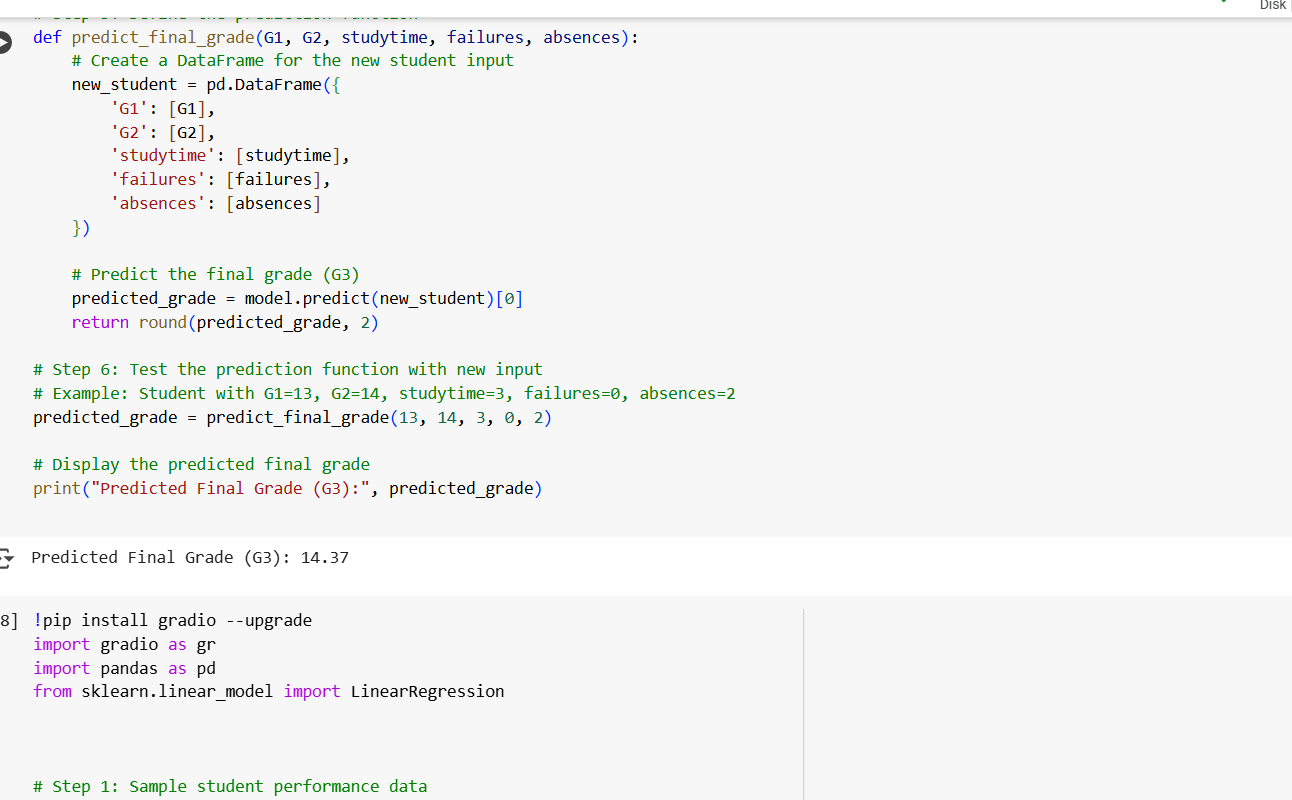 Disk
def predict_final_grade(G1, G2, studytime, failures, absences):
    # Create a DataFrame for the new student input
    new_student = pd.DataFrame({
        'G1': [G1],
        'G2': [G2],
        'studytime': [studytime],
        'failures': [failures],
        'absences': [absences]
    })

    # Predict the final grade (G3)
    predicted_grade = model.predict(new_student)[0]
    return round(predicted_grade, 2)

# Step 6: Test the prediction function with new input
# Example: Student with G1=13, G2=14, studytime=3, failures=0, absences=2
predicted_grade = predict_final_grade(13, 14, 3, 0, 2)

# Display the predicted final grade
print("Predicted Final Grade (G3):", predicted_grade)

Predicted Final Grade (G3): 14.37

8] !pip install gradio --upgrade
import gradio as gr
import pandas as pd
from sklearn.linear_model import LinearRegression

# Step 1: Sample student performance data